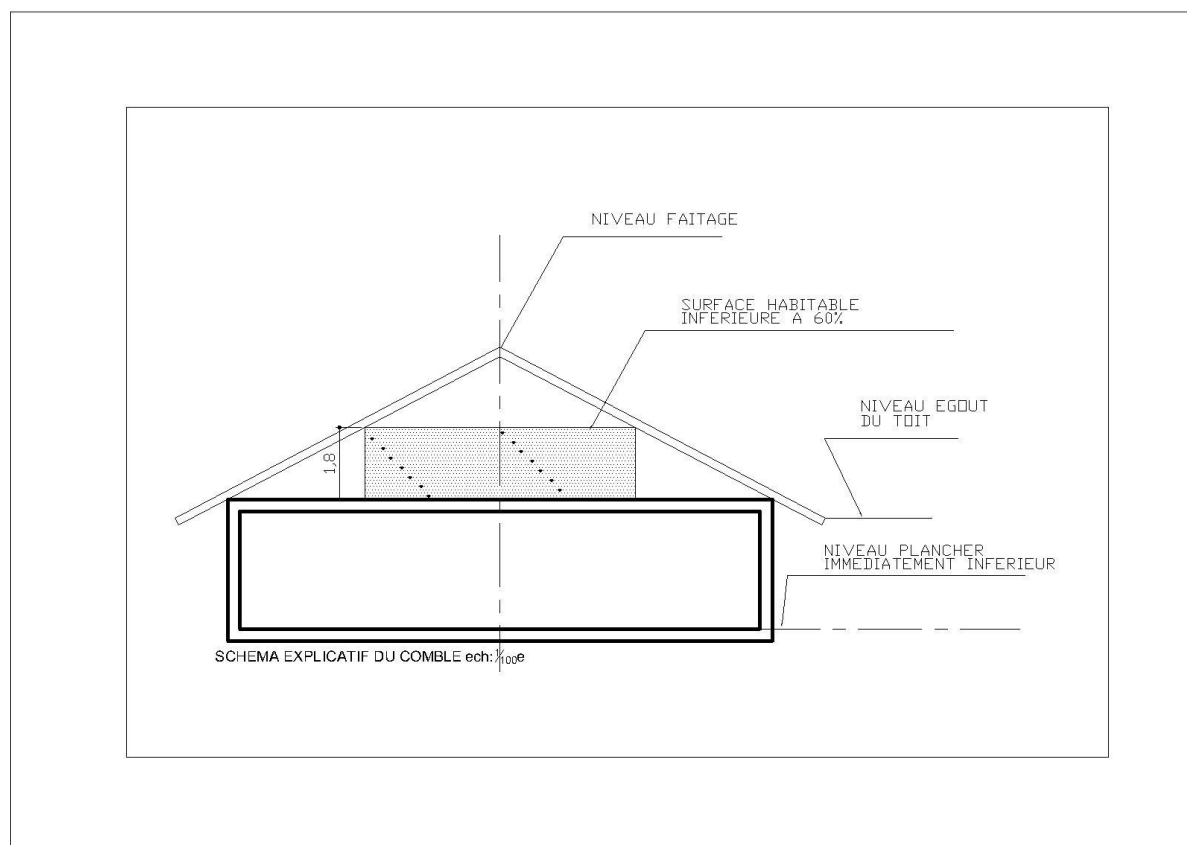 NIVEAU FAITAGE
SURFACE HABITABLE
INFERIEURE A 60%
NIVEAU EGOUT
DU TOIT
1,8
NIVEAU PLANCHER
IMMEDIATEMENT INFERIEUR
SCHEMA EXPLICATIF DU COMBLE ech:1/100e